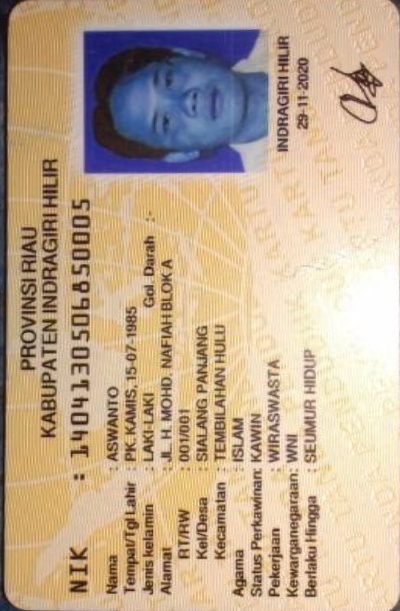 PROVINSI RIAU
KABUPATEN INDRAGIRI HILIR
NIK : 1404130506850005
Nama : ASWANTO
Tempat/Tgl Lahir : PK. KAMIS, 15-07-1985
Jenis kelamin : LAKI-LAKI Gol. Darah :-
Alamat : JL. H. MOHD. NAFIAH BLOK A
RT/RW : 001/001
Kel/Desa : SIALANG PANJANG
Kecamatan : TEMBILAHAN HULU
Agama : ISLAM
Status Perkawinan: KAWIN
Pekerjaan : WIRASWASTA
Kewarganegaraan: WNI
Berlaku Hingga : SEUMUR HIDUP
INDRAGIRI HILIR
29-11-2020